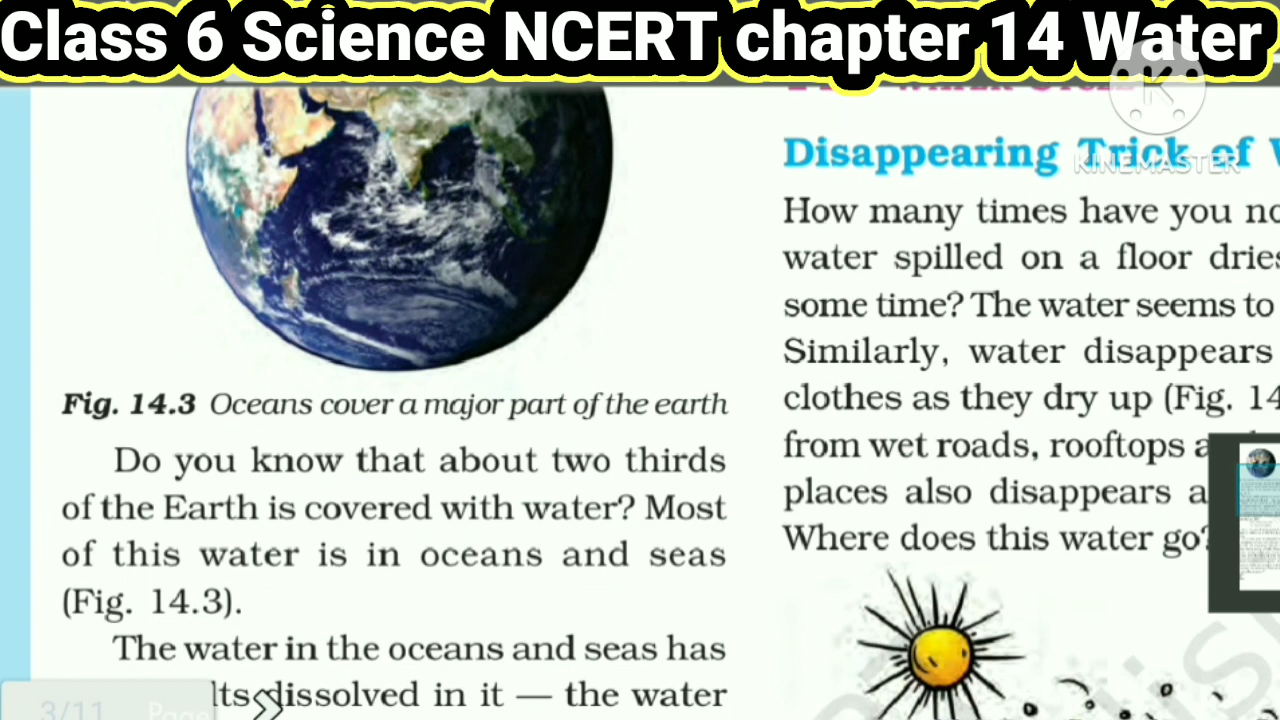 Class 6 Science NCERT chapter 14 Water
KINEMASTER
Fig. 14.3 Oceans cover a major part of the earth
Do you know that about two thirds
of the Earth is covered with water? Most
of this water is in oceans and seas
(Fig. 14.3).
The water in the oceans and seas has
dissolved in it — the water
3/11
Disappearing Trick of
How many times have you
water spilled on a floor
some time? The water seems to
Similarly, water disappears
clothes as they dry up (Fig.
from wet roads, rooftops
places also disappears
Where does this water go?